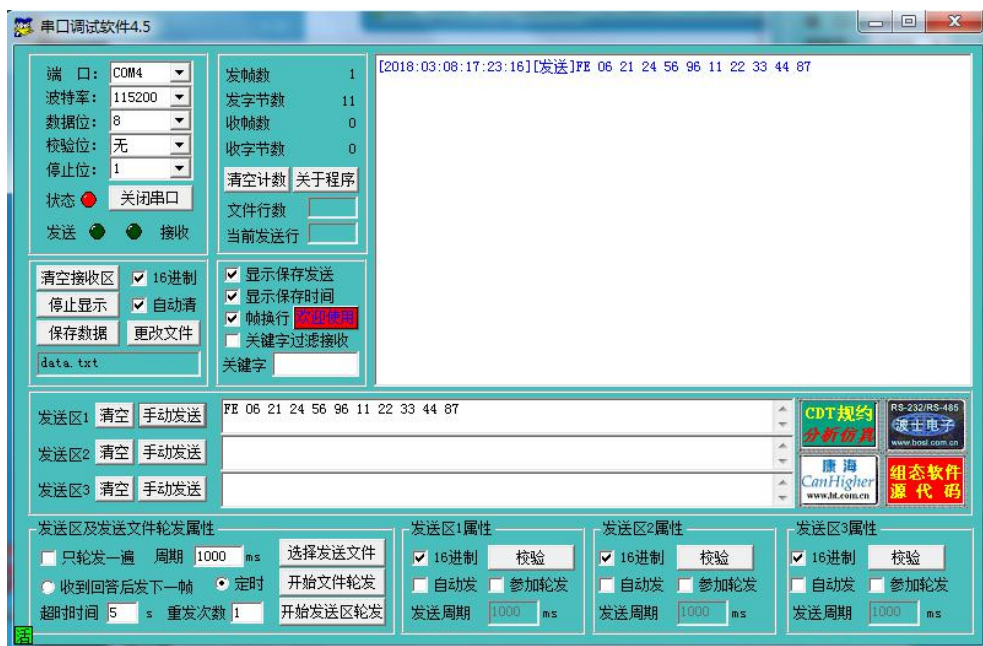 串口调试软件4.5
端 口: COM4
波特率: 115200
数据位: 8
校验位: 无
停止位: 1
状态 关闭串口
发送 接收
发帧数 1
发字节数 11
收帧数 0
收字节数 0
清空计数 关于程序
文件行数
当前发送行
[2018:03:08:17:23:16][发送]FE 06 21 24 56 96 11 22 33 44 87
清空接收区 16进制
停止显示 自动清
保存数据 更改文件
data.txt
显示保存发送
显示保存时间
帧换行 欢迎使用
关键字过滤接收
关键字
发送区1 清空 手动发送 FE 06 21 24 56 96 11 22 33 44 87
发送区2 清空 手动发送
发送区3 清空 手动发送
CDT规约
分析仿真
RS-232/RS-485
波士电子
www.bosi.com.cn
康海
CanHigher
www.ht.com.cn
组态软件
源代码
发送区及发送文件轮发属性
只轮发一遍 周期 1000 ms 选择发送文件
收到回答后发下一帧 定时 开始文件轮发
超时时间 5 s 重发次数 1 开始发送区轮发
发送区1属性
16进制 校验
自动发 参加轮发
发送周期 1000 ms
发送区2属性
16进制 校验
自动发 参加轮发
发送周期 1000 ms
发送区3属性
16进制 校验
自动发 参加轮发
发送周期 1000 ms
活